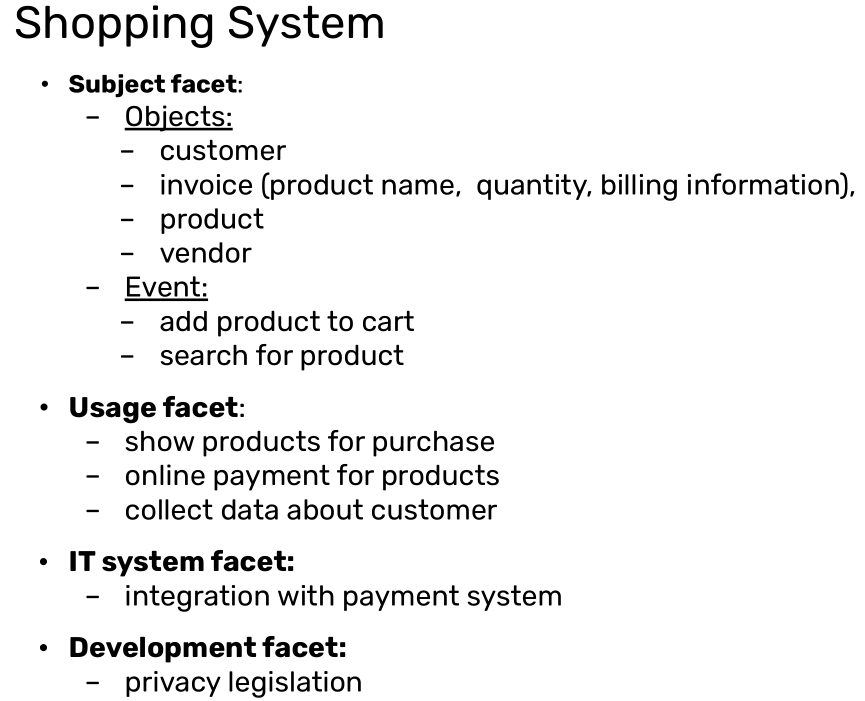 Shopping System
• Subject facet:
– Objects:
– customer
– invoice (product name, quantity, billing information),
– product
– vendor
– Event:
– add product to cart
– search for product
• Usage facet:
– show products for purchase
– online payment for products
– collect data about customer
• IT system facet:
– integration with payment system
• Development facet:
– privacy legislation